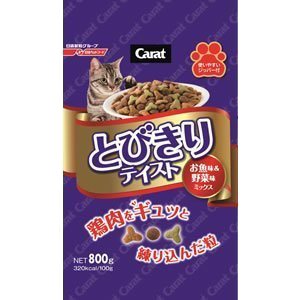 日清製粉グループ
Carat
使いやすい
ジッパー付
とびきり
テイスト
お魚味&
野菜味
ミックス
鶏肉をギュッと
練り込んだ粒
NET 800g
320kcal/100g